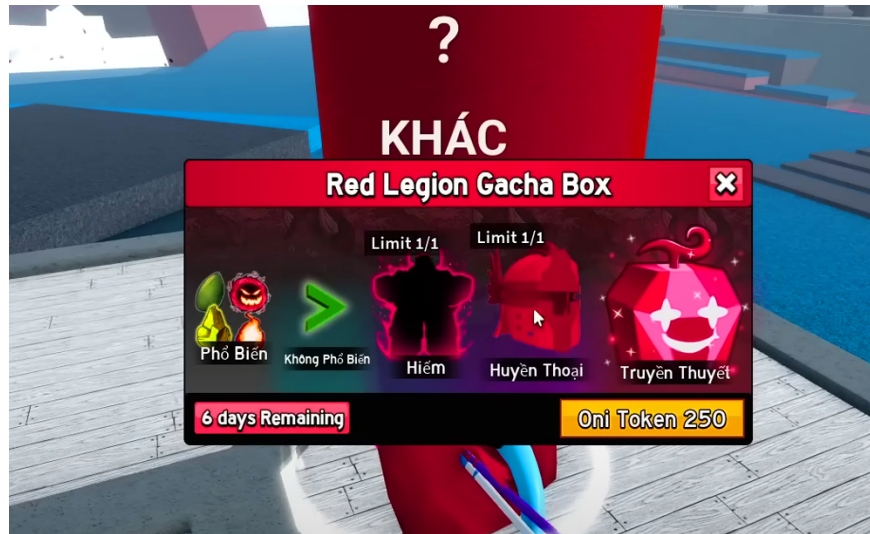 ?
KHÁC
Red Legion Gacha Box
Limit 1/1
Limit 1/1
Phổ Biến
Không Phổ Biến
Hiếm
Huyền Thoại
Truyền Thuyết
6 days Remaining
Oni Token 250